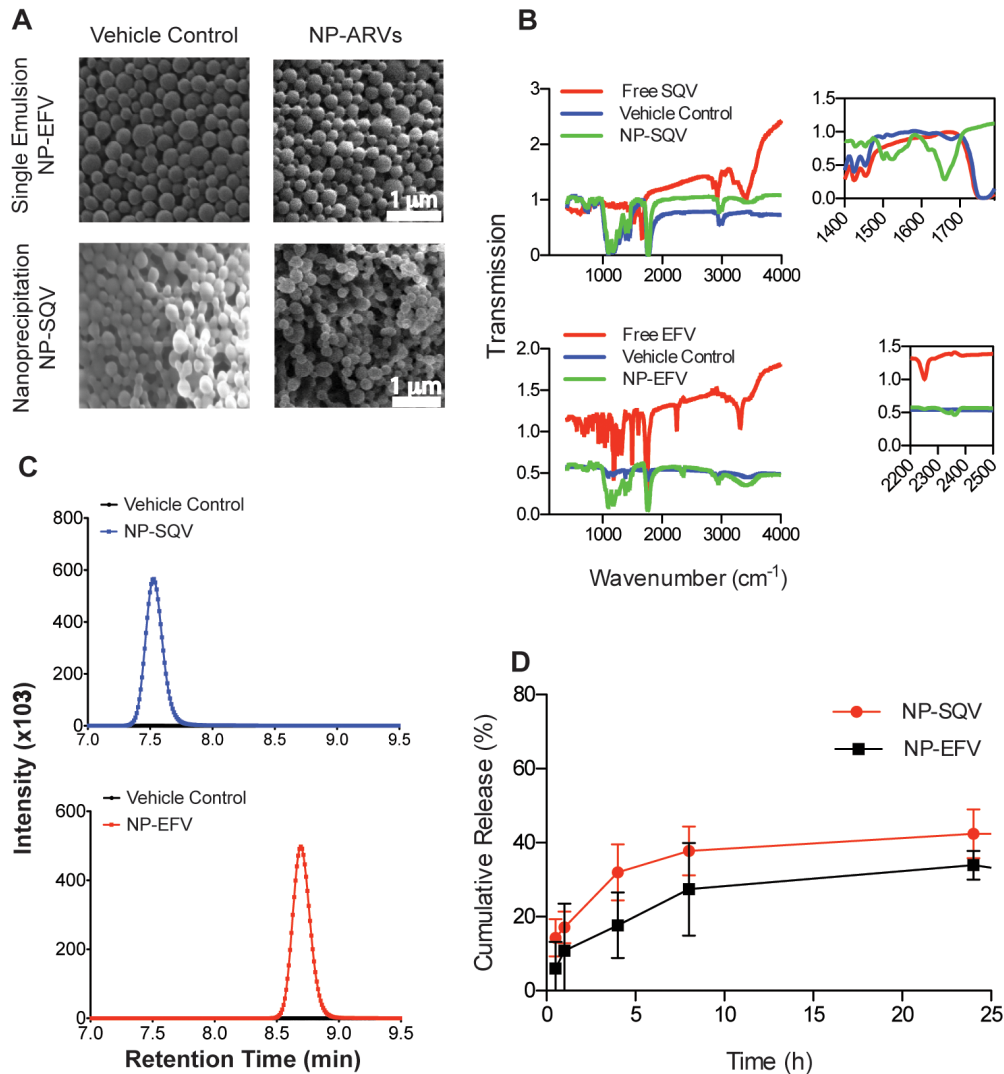 A
Vehicle Control
NP-ARVs
Single Emulsion
NP-EFV
1 μm
Nanoprecipitation
NP-SQV
1 μm
B
Transmission
3
2
1
0
Free SQV
Vehicle Control
NP-SQV
1000
2000
3000
4000
1.5
1.0
0.5
0.0
1400
1500
1600
1700
2.0
1.5
1.0
0.5
0.0
Free EFV
Vehicle Control
NP-EFV
1000
2000
3000
4000
1.5
1.0
0.5
0.0
2200
2300
2400
2500
Wavenumber (cm-1)
C
Intensity (x103)
Vehicle Control
NP-SQV
800
600
400
200
0
7.0
7.5
8.0
8.5
9.0
9.5
Vehicle Control
NP-EFV
600
400
200
0
7.0
7.5
8.0
8.5
9.0
9.5
Retention Time (min)
D
Cumulative Release (%)
80
60
40
20
0
NP-SQV
NP-EFV
0
5
10
15
20
25
Time (h)